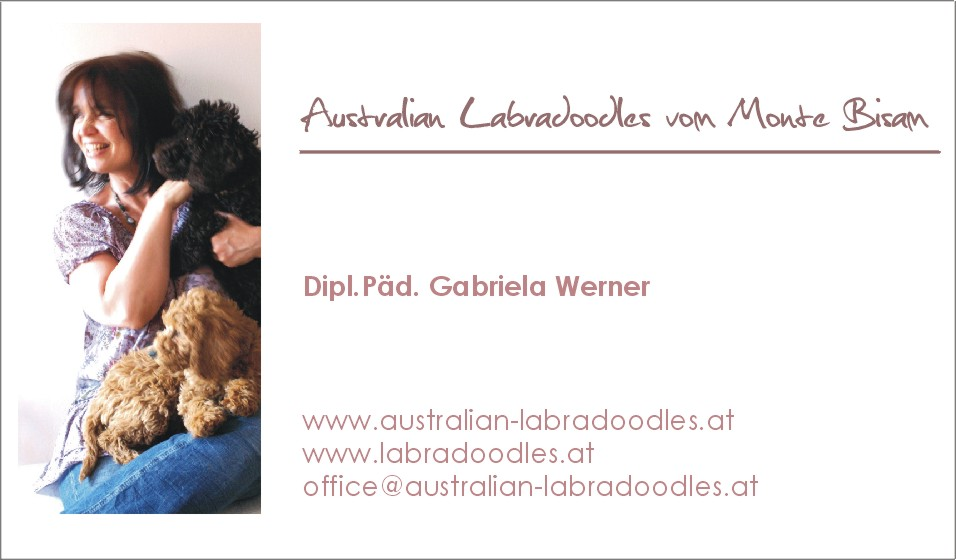 Australian Labradoodles vom Monte Bisam
Dipl.Päd. Gabriela Werner
www.australian-labradoodles.at
www.labradoodles.at
office@australian-labradoodles.at